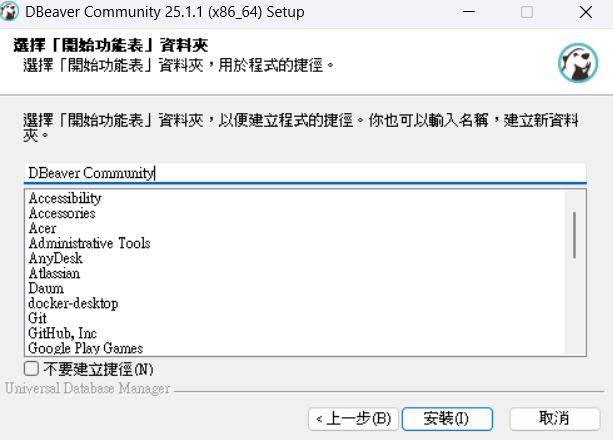 DBeaver Community 25.1.1 (x86_64) Setup
選擇「開始功能表」資料夾
選擇「開始功能表」資料夾，用於程式的捷徑。
選擇「開始功能表」資料夾，以便建立程式的捷徑。你也可以輸入名稱，建立新資料
夾。
DBeaver Community
Accessibility
Accessories
Acer
Administrative Tools
AnyDesk
Atlassian
Daum
docker-desktop
Git
GitHub, Inc
Google Play Games
不要建立捷徑(N)
Universal Database Manager
< 上一步(B) 安裝(I) 取消